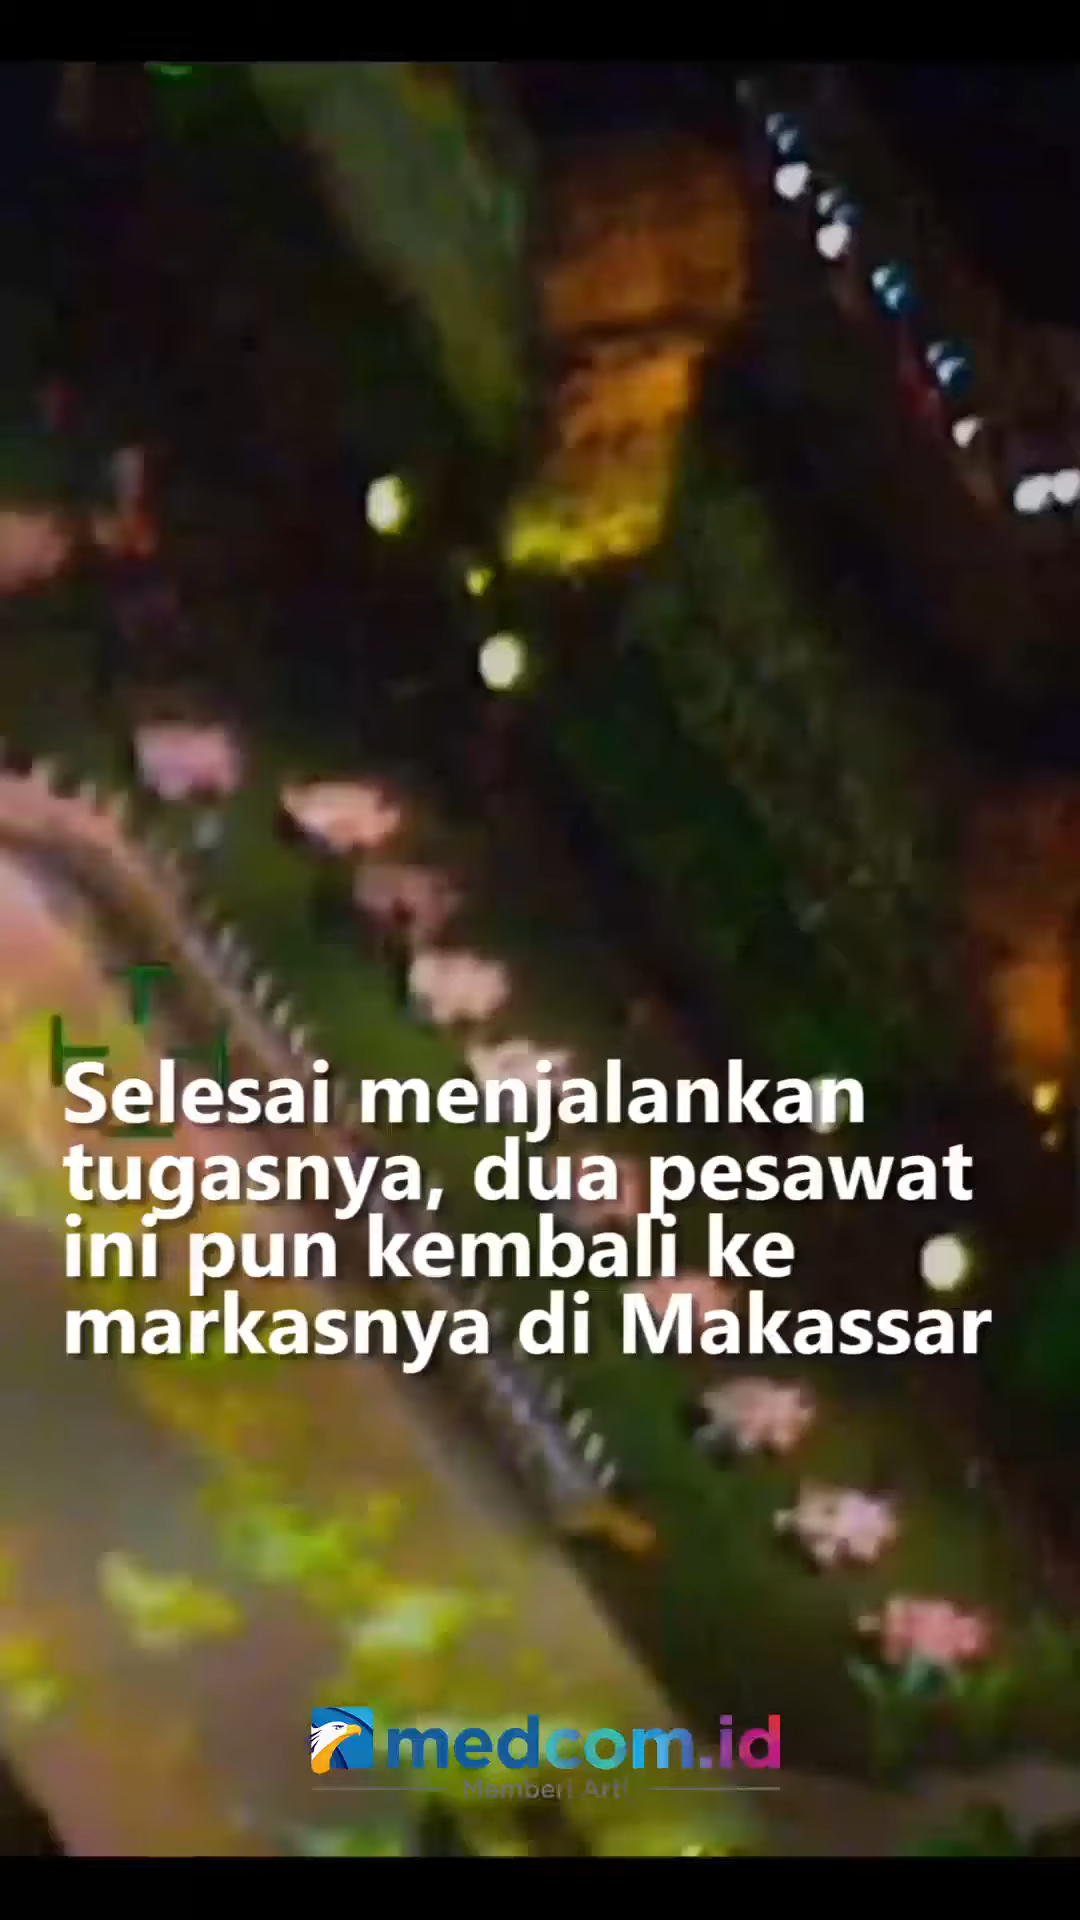 Selesai menjalankan
tugasnya, dua pesawat
ini pun kembali ke
markasnya di Makassar
medcom.id
Memberi Arti